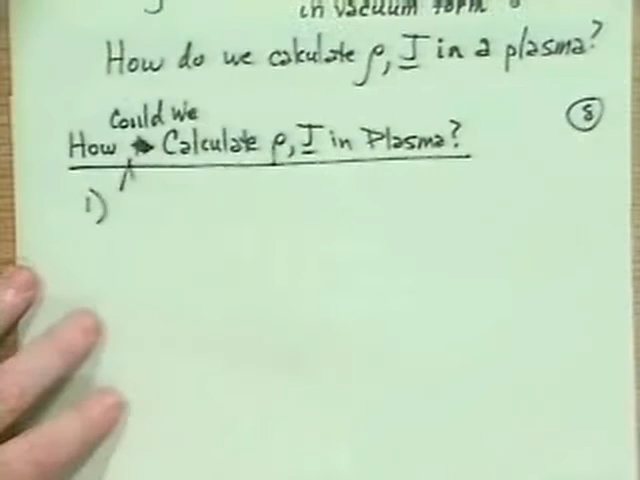 in vacuum form
How do we calculate ρ, J in a plasma?
Could We
How Calculate ρ, J in Plasma?
8
1)